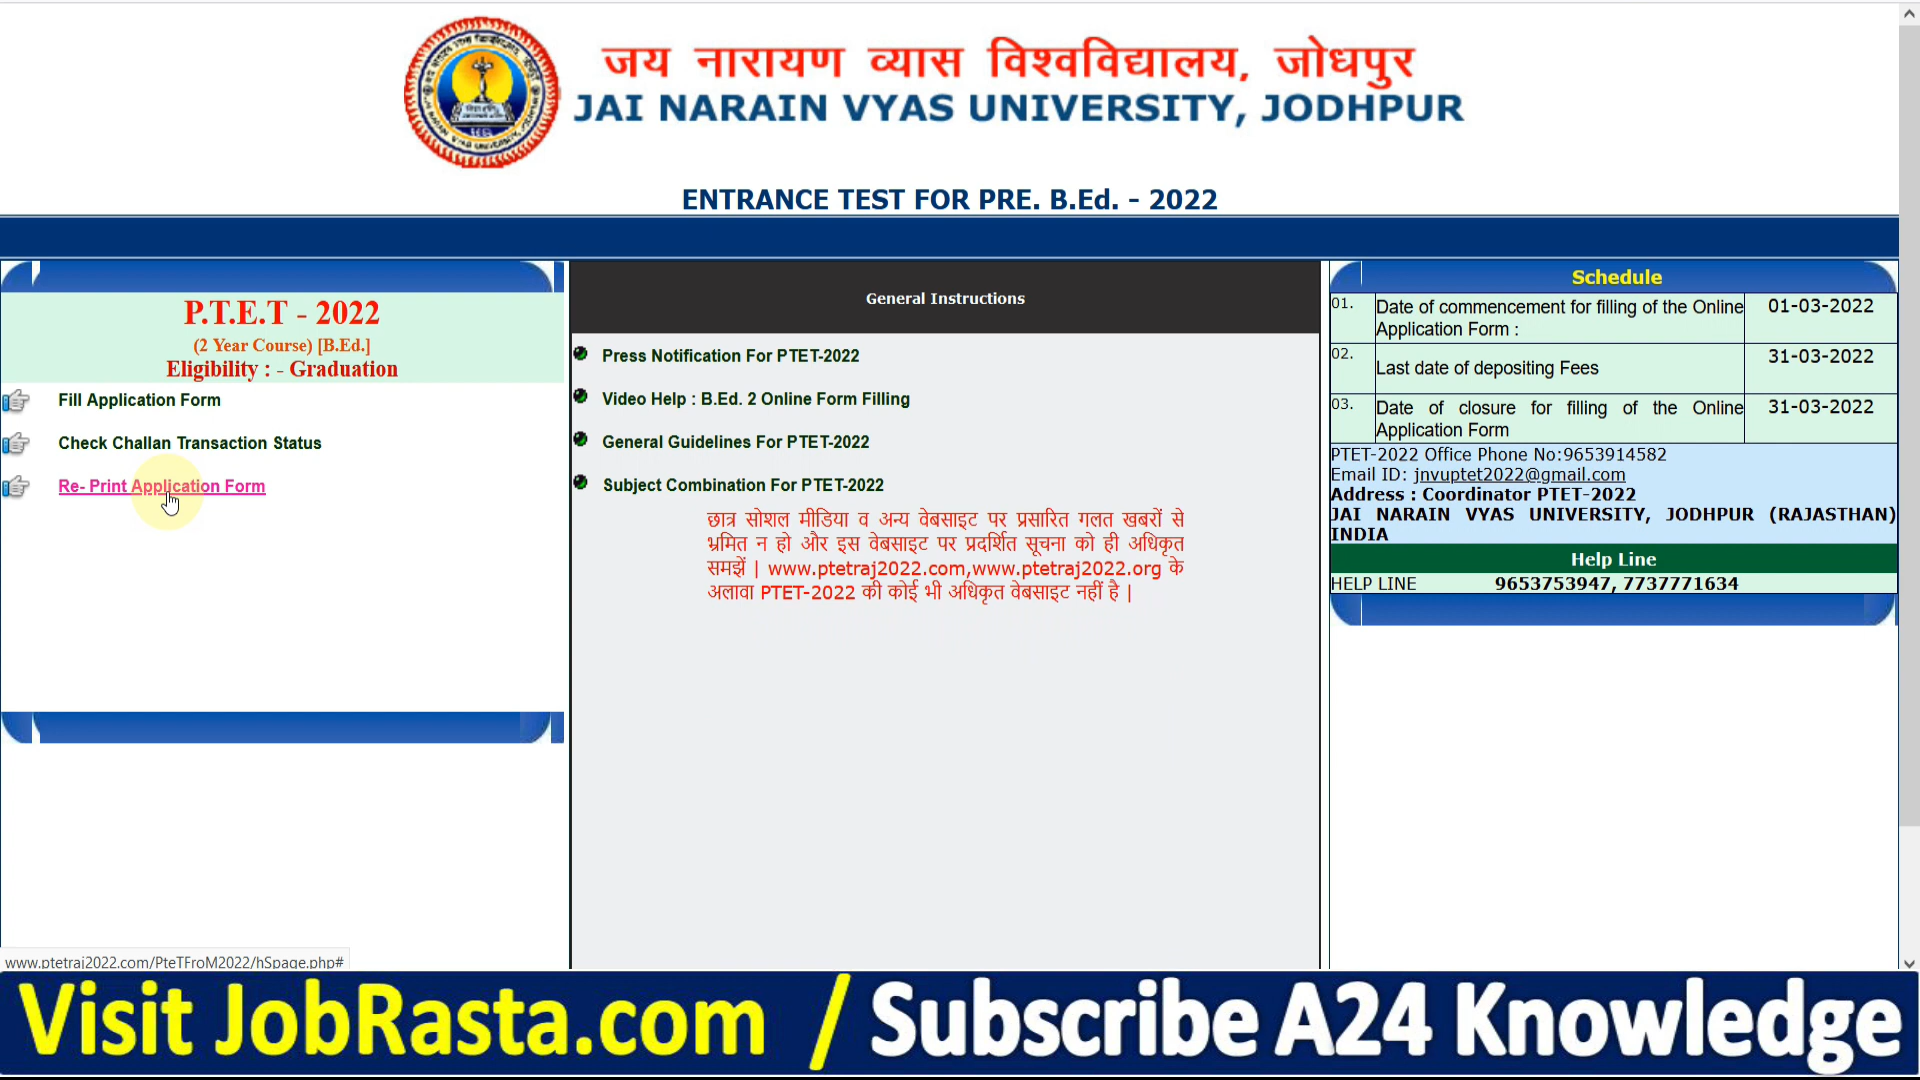 जय नारायण व्यास विश्वविद्यालय, जोधपुर
JAI NARAIN VYAS UNIVERSITY, JODHPUR
ENTRANCE TEST FOR PRE. B.Ed. - 2022
P.T.E.T - 2022
(2 Year Course) [B.Ed.]
Eligibility : - Graduation
Fill Application Form
Check Challan Transaction Status
Re- Print Application Form
General Instructions
Press Notification For PTET-2022
Video Help : B.Ed. 2 Online Form Filling
General Guidelines For PTET-2022
Subject Combination For PTET-2022
छात्र सोशल मीडिया व अन्य वेबसाइट पर प्रसारित गलत खबरों से
भ्रमित न हो और इस वेबसाइट पर प्रदर्शित सूचना को ही अधिकृत
समझें | www.ptetraj2022.com,www.ptetraj2022.org के
अलावा PTET-2022 की कोई भी अधिकृत वेबसाइट नहीं है |
Schedule
01. Date of commencement for filling of the Online 01-03-2022
Application Form :
02. Last date of depositing Fees 31-03-2022
03. Date of closure for filling of the Online 31-03-2022
Application Form
PTET-2022 Office Phone No:9653914582
Email ID: jnvuptet2022@gmail.com
Address : Coordinator PTET-2022
JAI NARAIN VYAS UNIVERSITY, JODHPUR (RAJASTHAN)
INDIA
Help Line
HELP LINE 9653753947, 7737771634
www.ptetraj2022.com/PteTFroM2022/hSpage.php#
Visit JobRasta.com / Subscribe A24 Knowledge